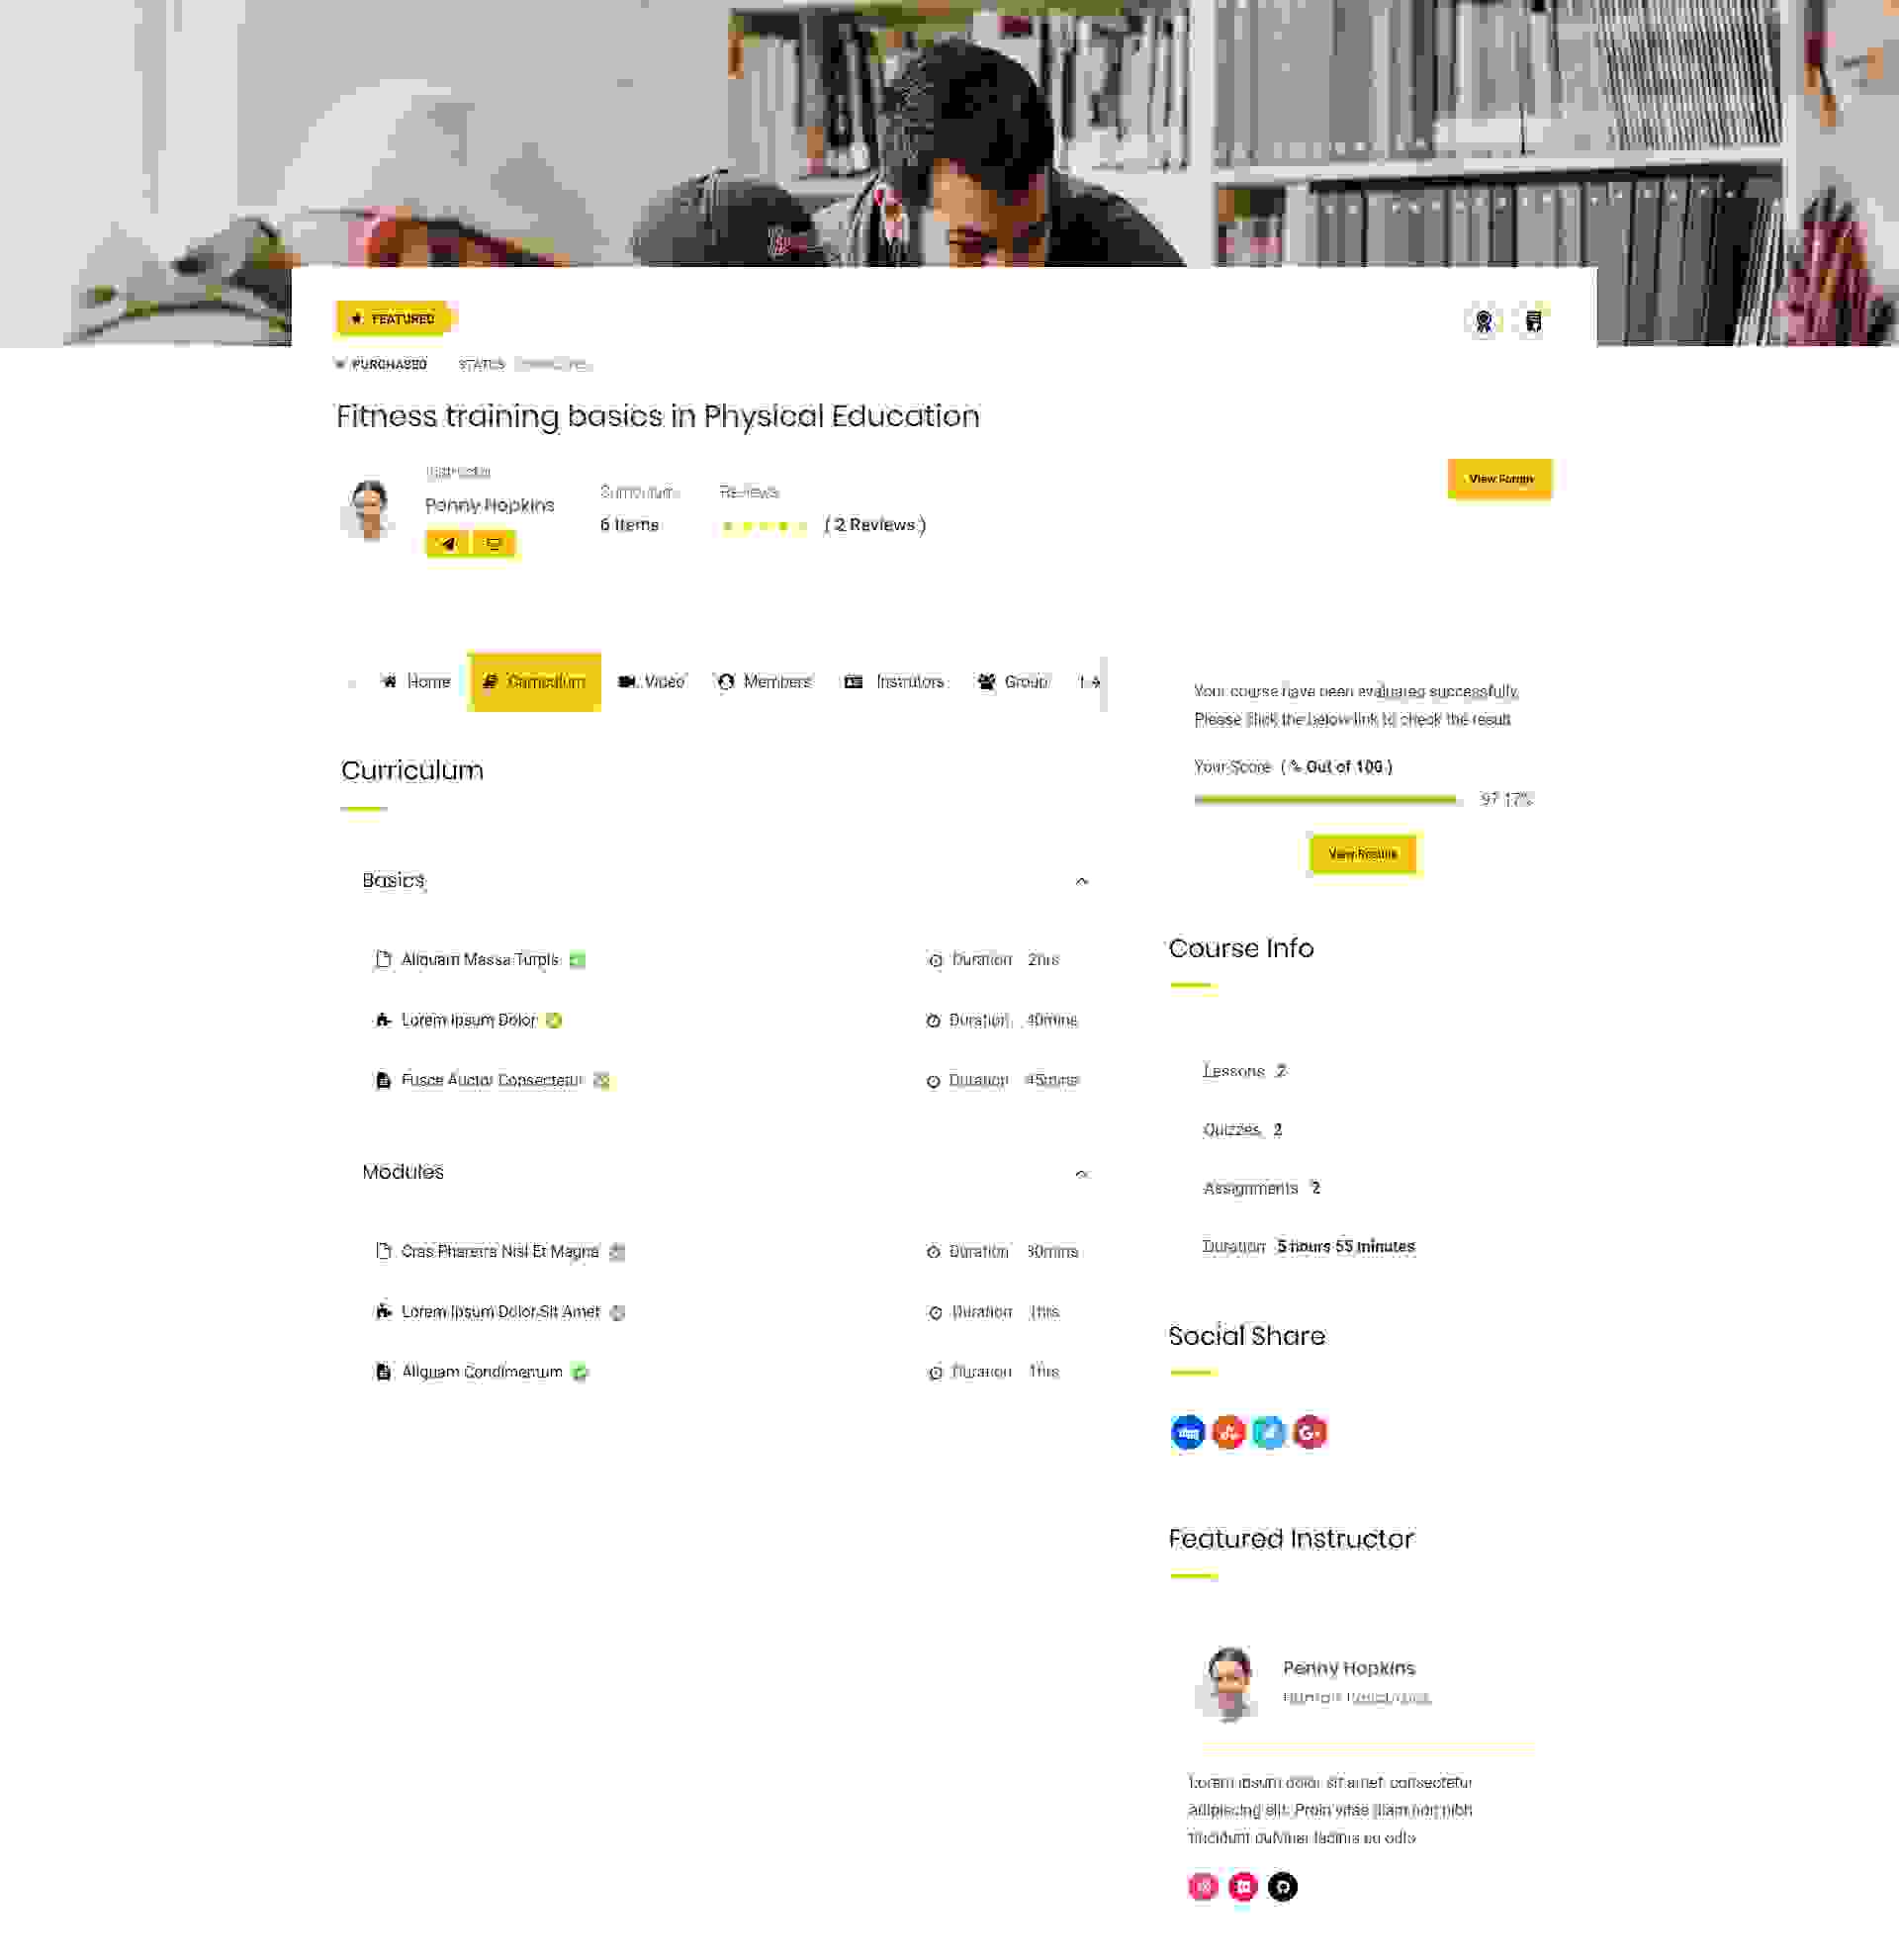 FEATURED
PURCHASED STATUS
Fitness training basics in Physical Education
Instructor
Penny Hopkins
Curriculum
6 Items
Reviews
( 2 Reviews )
View Forum
Home Curriculum Video Members Instrutors Group
Curriculum
Basics
Aliquam Massa Turpis Duration 2hrs
Lorem Ipsum Dolor Duration 40mins
Fusce Auctor Consectetur Duration 45mins
Modules
Cras Pharetra Nisl Et Magna Duration 30mins
Lorem Ipsum Dolor Sit Amet Duration 1hrs
Aliquam Condimentum Duration 1hrs
Your course have been evaluated successfully.
Please click the below link to check the result
Your Score ( % Out of 100 )
97.17%
View Results
Course Info
Lessons 2
Quizzes 2
Assignments 2
Duration 5 hours 55 minutes
Social Share
digg
G+
Featured Instructor
Penny Hopkins
Lorem ipsum dolor sit amet, consectetur
adipiscing elit. Proin vitae diam non nibh
tincidunt pulvinar lacinia eu odio